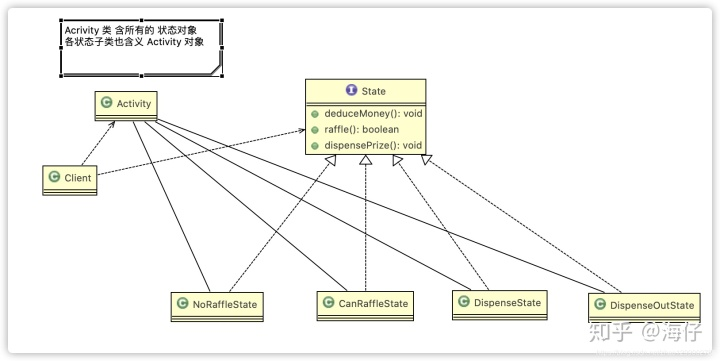 Acrivity 类 含所有的 状态对象
各状态子类也含义 Activity 对象
C Activity
I State
deduceMoney(): void
raffle(): boolean
dispensePrize(): void
C Client
C NoRaffleState
C CanRaffleState
C DispenseState
C DispenseOutState
知乎 @海仔